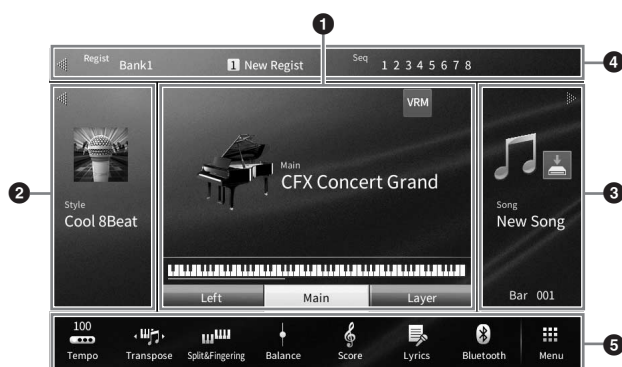 1
Regist Bank1 1 New Regist Seq 1 2 3 4 5 6 7 8
4
VRM
2
Style
Cool 8Beat
Main
CFX Concert Grand
Song
New Song
3
Bar 001
Left Main Layer
100
Tempo Transpose Split&Fingering Balance Score Lyrics Bluetooth Menu
5